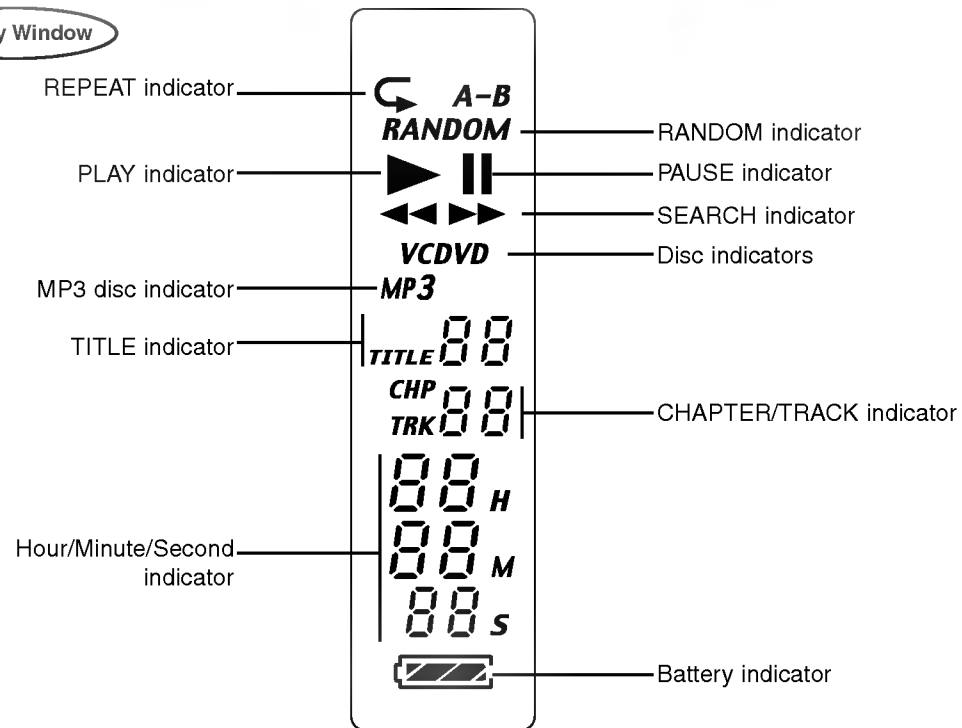 y Window
REPEAT indicator
A-B
RANDOM
RANDOM indicator
PLAY indicator
PAUSE indicator
SEARCH indicator
VCDVD
Disc indicators
MP3 disc indicator
MP3
TITLE indicator
TITLE 88
CHP
TRK 88
CHAPTER/TRACK indicator
88 H
Hour/Minute/Second
indicator
88 M
88 S
Battery indicator